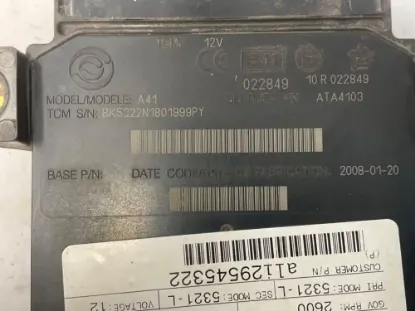 12V
022849 10 R 022849
MODEL/MODELE: A41 ATA4103
TCM S/N: 8K5322N1801999PY
BASE P/N: DATE CODE 2008-01-20
CUSTOMER P/N a1129545322
(P)
PRI MODE: 5321-L
SEC MODE: 5321-L
GOV RPM: 2600
VOLTAGE: 12